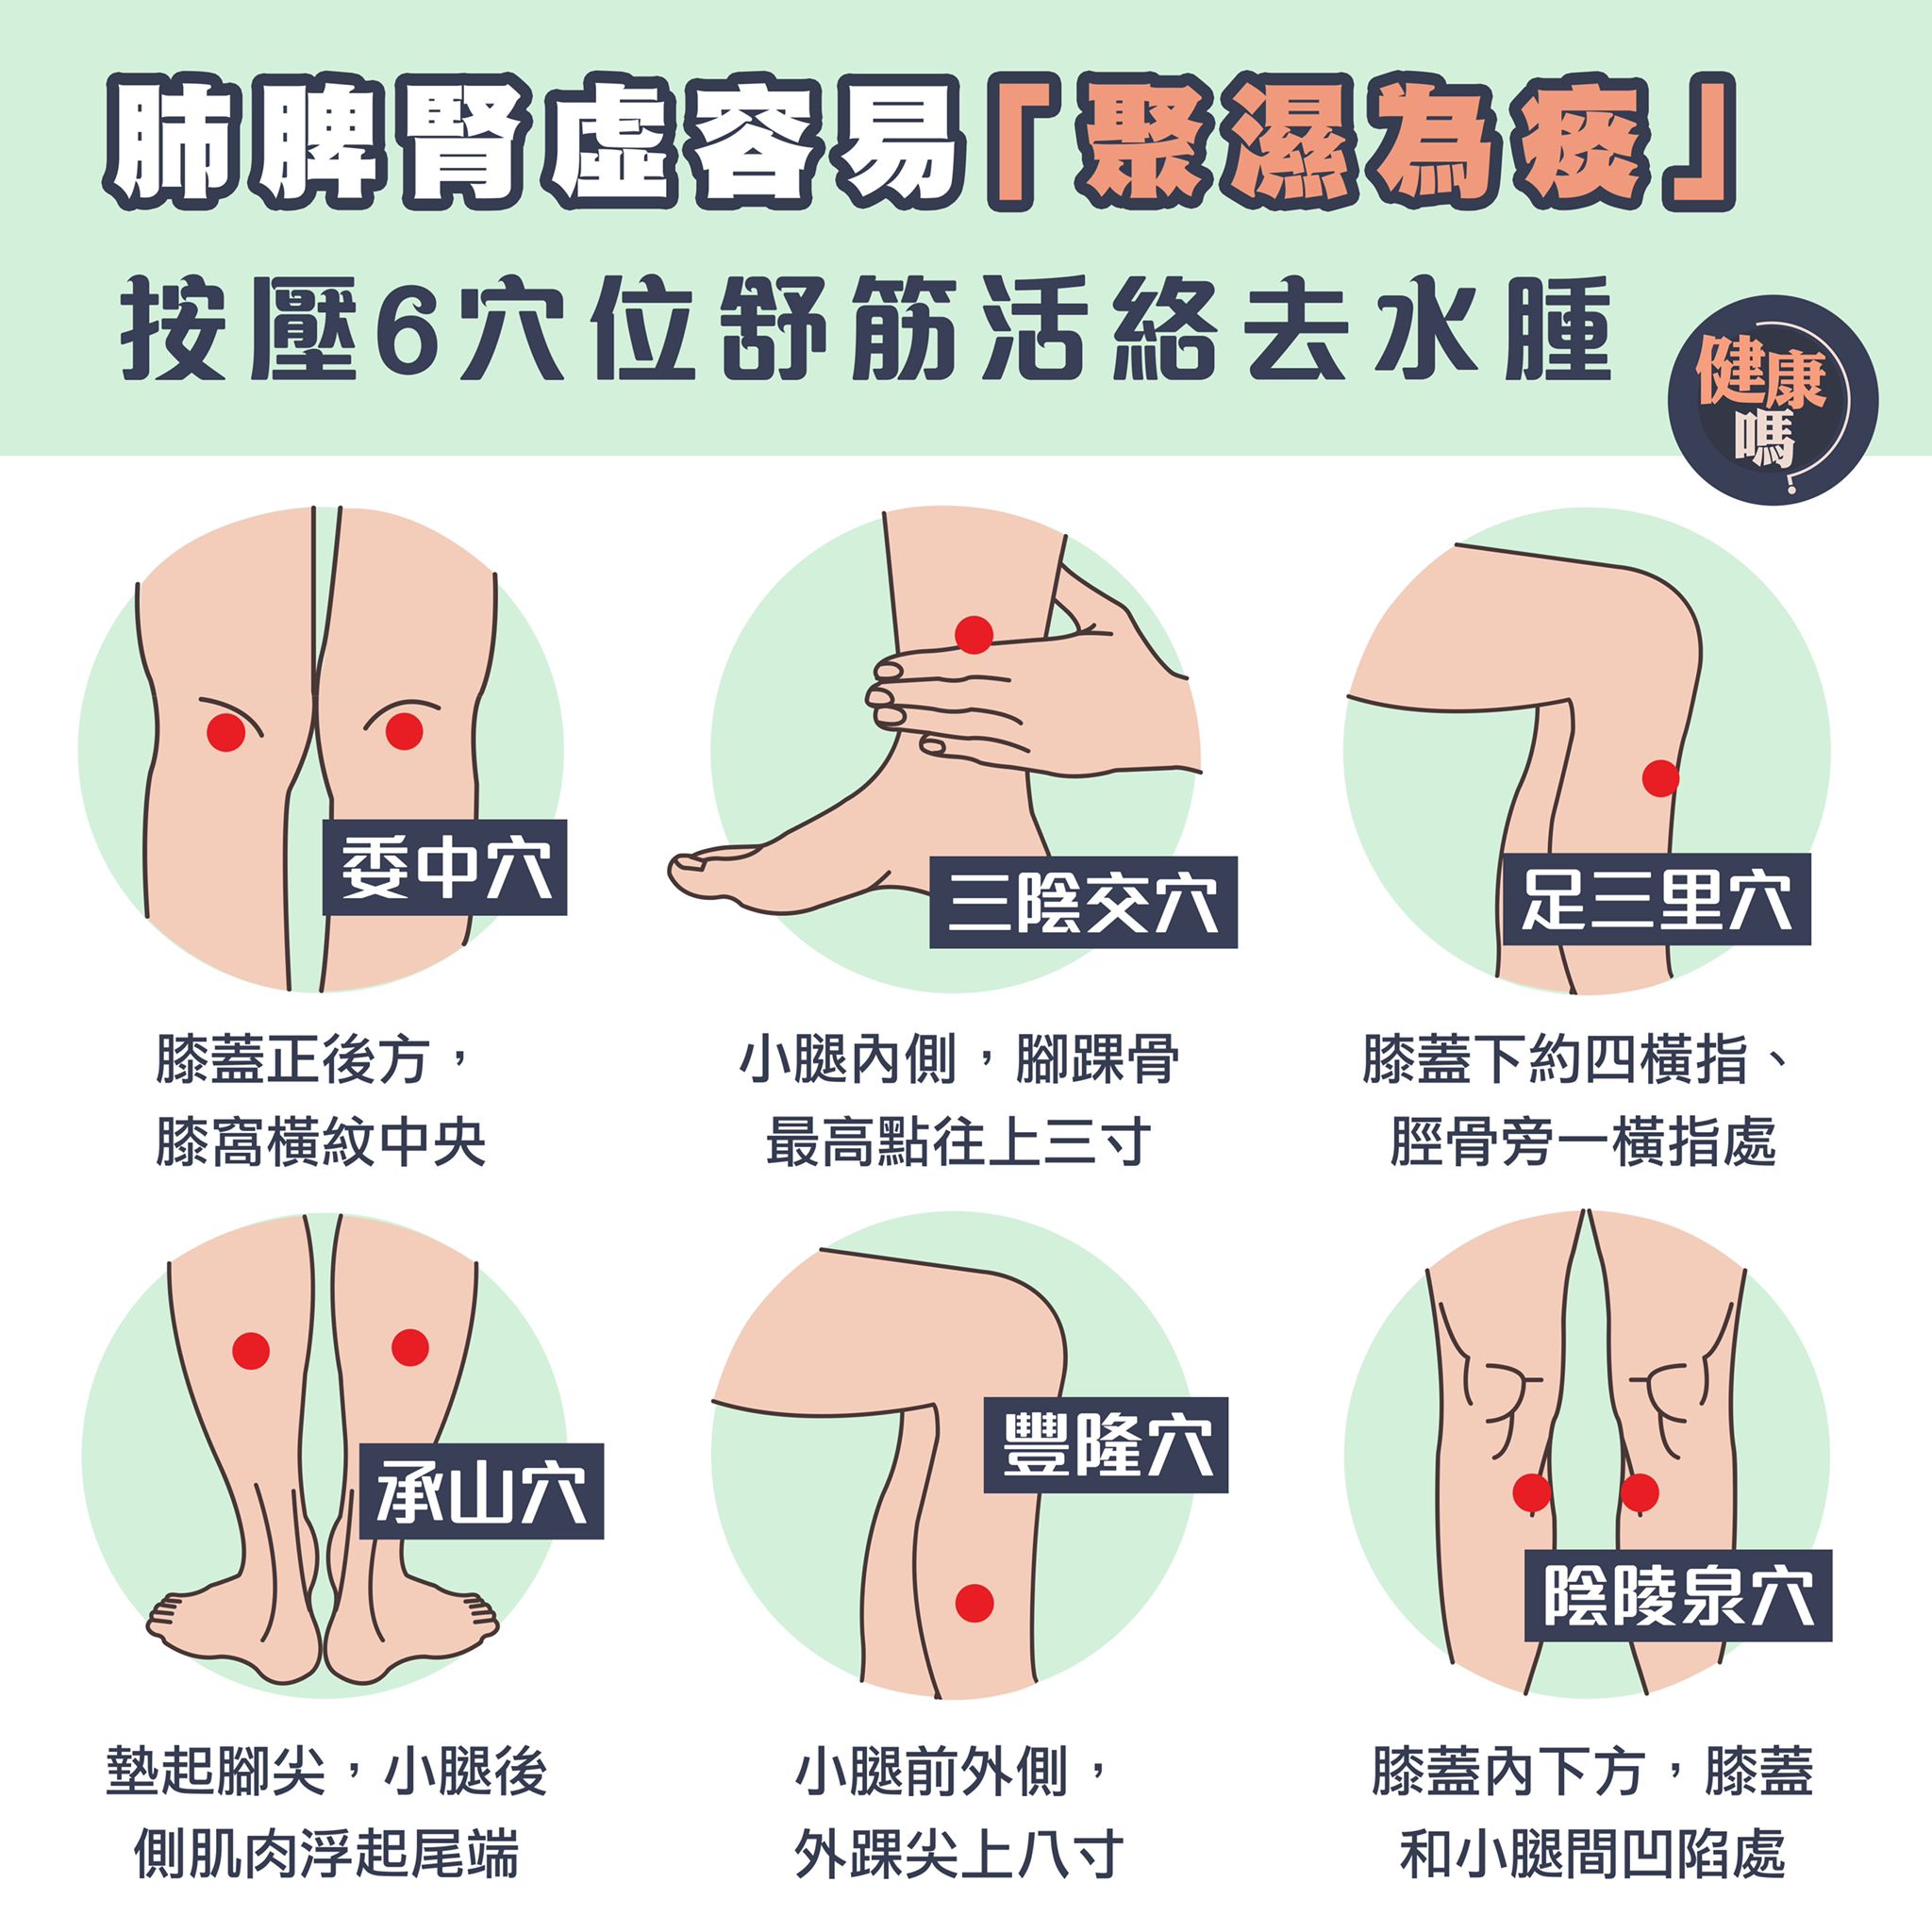 肺脾腎虛容易「聚濕為痰」
按壓6穴位舒筋活絡去水腫
健康
嗎
委中穴
三陰交穴
足三里穴
膝蓋正後方，
膝窩橫紋中央
小腿內側，腳踝骨
最高點往上三寸
膝蓋下約四橫指、
脛骨旁一橫指處
承山穴
豐隆穴
陰陵泉穴
墊起腳尖，小腿後
側肌肉浮起尾端
小腿前外側，
外踝尖上八寸
膝蓋內下方，膝蓋
和小腿間凹陷處